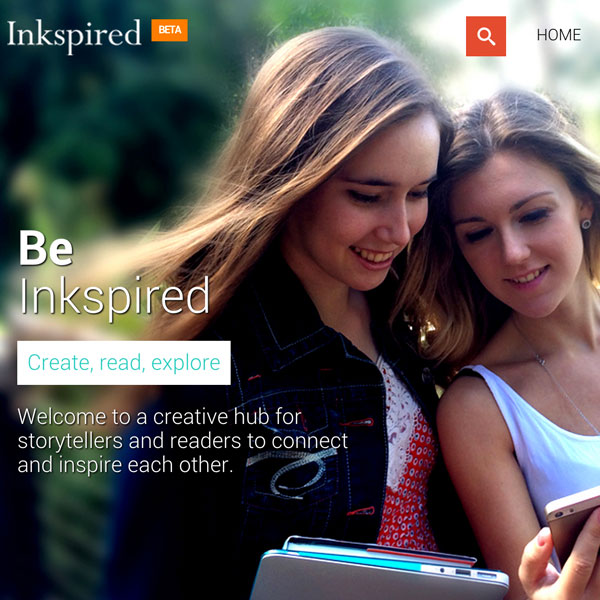 Inkspired BETA
HOME
Be
Inkspired
Create, read, explore
Welcome to a creative hub for
storytellers and readers to connect
and inspire each other.